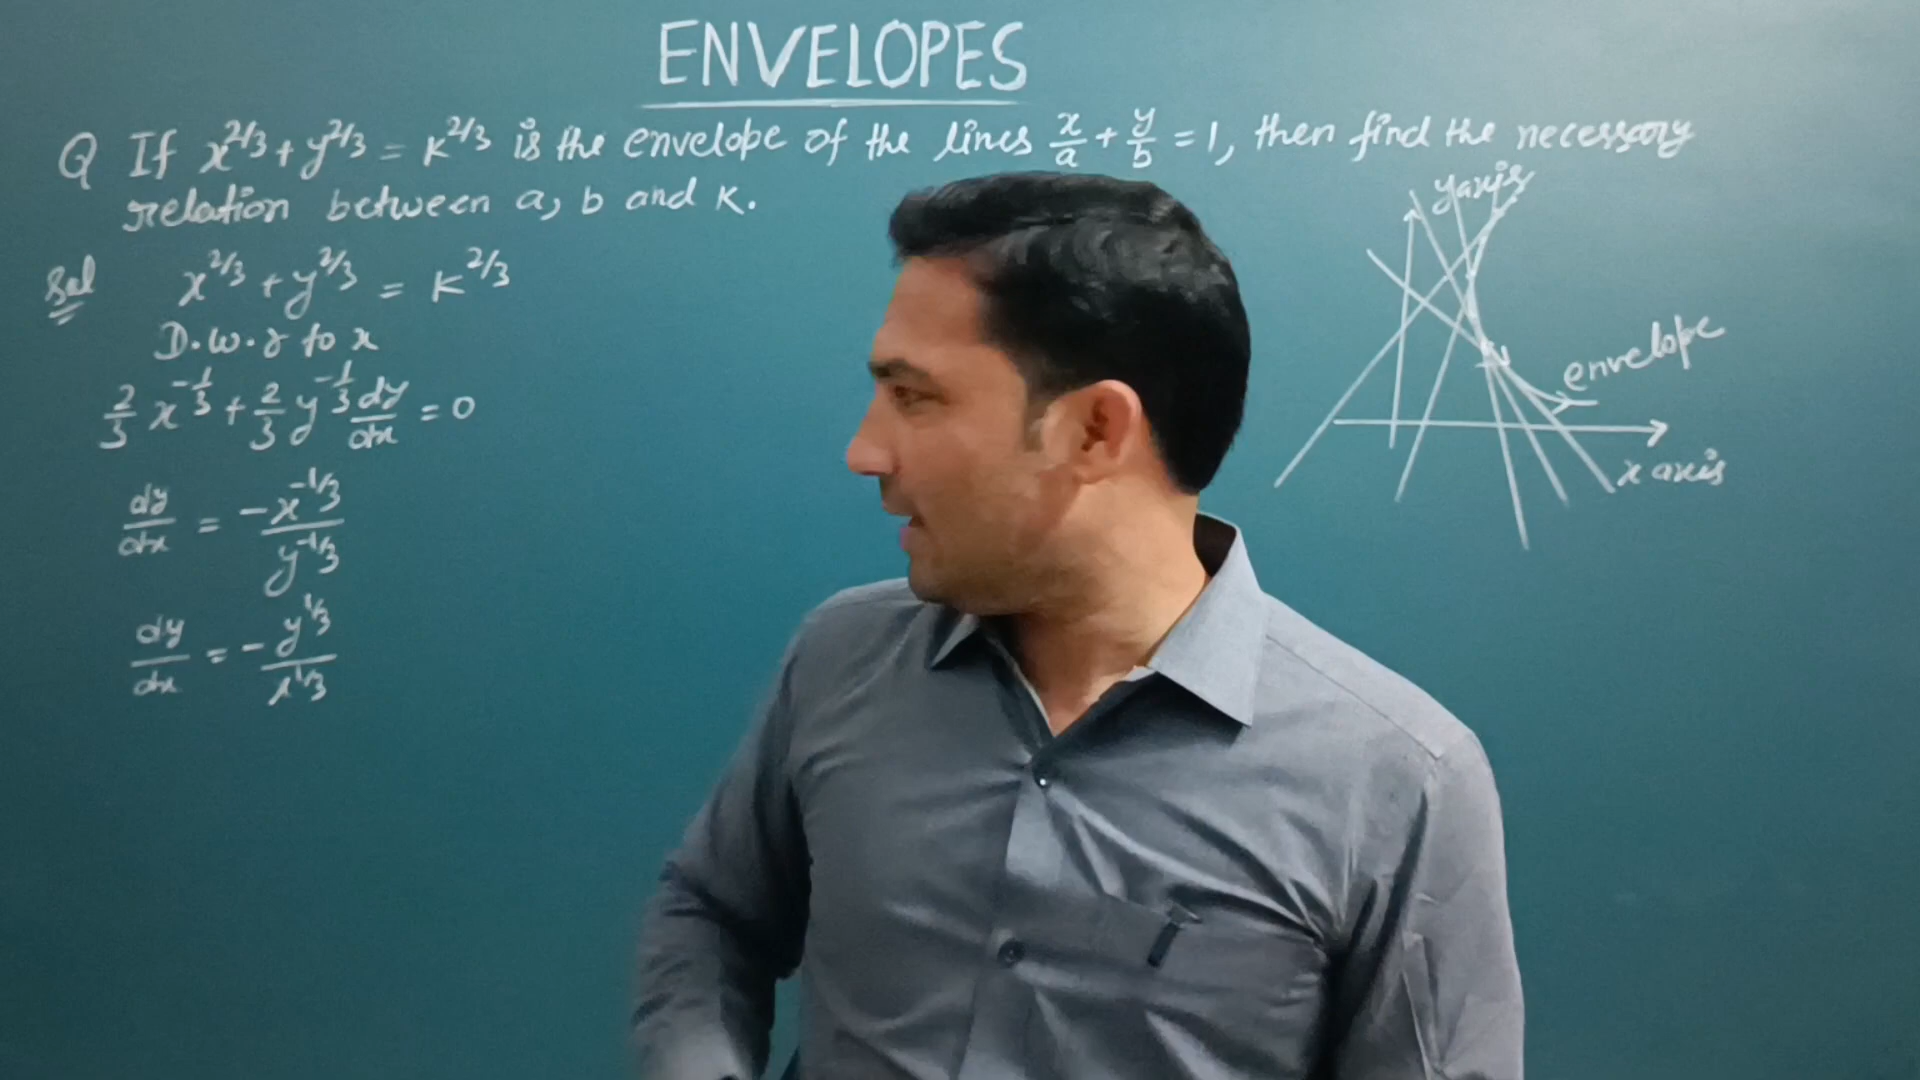 ENVELOPES
Q If x^{2/3} + y^{2/3} = K^{2/3} is the envelope of the lines x/a + y/b = 1, then find the necessary
relation between a, b and K.
Sol x^{2/3} + y^{2/3} = K^{2/3}
D.w.r to x
2/3 x^{-1/3} + 2/3 y^{-1/3} dy/dx = 0
dy/dx = -x^{-1/3}/y^{-1/3}
dy/dx = -y^{1/3}/x^{1/3}
y axis
envelope
x axis